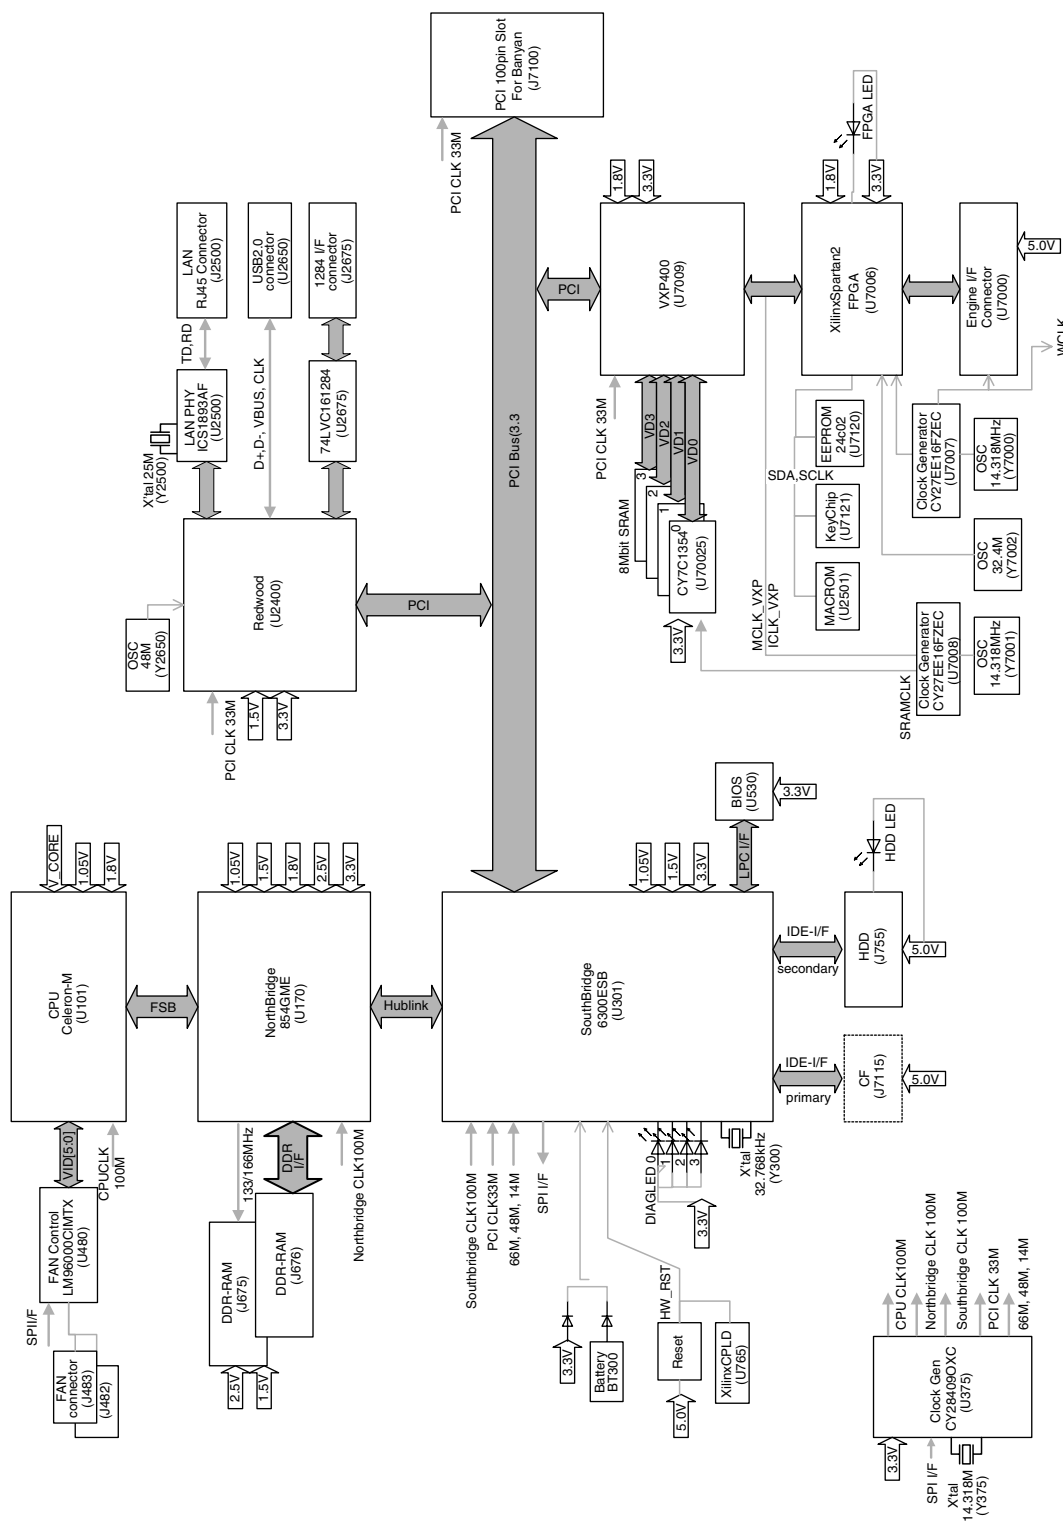 CPU
Celeron-M
(U101)
V_CORE
1.05V
1.8V
VID[5:0]
CPUCLK
100M
FAN Control
LM96000CIMTX
(U480)
SPII/F
FAN
connector
(J483)
(J482)
FSB
NorthBridge
854GME
(U170)
1.05V
1.5V
1.8V
2.5V
3.3V
133/166MHz
DDR
I/F
Northbridge CLK100M
DDR-RAM
(J675)
DDR-RAM
(J676)
2.5V
1.5V
Hublink
SouthBridge
6300ESB
(U301)
1.05V
1.5V
3.3V
LPC I/F
BIOS
(U530)
3.3V
Southbridge CLK100M
PCI CLK33M
66M, 48M, 14M
SPI I/F
3.3V
Battery
BT300
HW_RST
Reset
5.0V
XilinxCPLD
(U765)
DIAGLED 0
1
2
3
3.3V
X'tal
32.768kHz
(Y300)
IDE-I/F
secondary
HDD
(J755)
HDD LED
5.0V
IDE-I/F
primary
CF
(J7115)
5.0V
Clock Gen
CY28409OXC
(U375)
3.3V
SPI I/F
X'tal
14.318M
(Y375)
CPU CLK100M
Northbridge CLK 100M
Southbridge CLK 100M
PCI CLK 33M
66M, 48M, 14M
OSC
48M
(Y2650)
Redwood
(U2400)
PCI CLK 33M
1.5V
3.3V
PCI
X'tal 25M
(Y2500)
LAN PHY
ICS1893AF
(U2500)
TD,RD
LAN
RJ45 Connector
(J2500)
D+,D-, VBUS, CLK
USB2.0
connector
(U2650)
74LVC161284
(U2675)
1284 I/F
connector
(J2675)
PCI Bus(3.3
PCI 100pin Slot
For Banyan
(J7100)
PCI CLK 33M
PCI
VXP400
(U7009)
1.8V
3.3V
PCI CLK 33M
VD3
VD2
VD1
VD0
8Mbit SRAM
3
2
1
0
CY7C1354
(U70025)
3.3V
SRAMCLK
MCLK_VXP
ICLK_VXP
SDA,SCLK
XilinxSpartan2
FPGA
(U7006)
1.8V
3.3V
FPGA LED
EEPROM
24c02
(U7120)
KeyChip
(U7121)
MACROM
(U2501)
Engine I/F
Connector
(U7000)
5.0V
WCLK
Clock Generator
CY27EE16FZEC
(U7007)
OSC
14.318MHz
(Y7000)
OSC
32.4M
(Y7002)
Clock Generator
CY27EE16FZEC
(U7008)
OSC
14.318MHz
(Y7001)